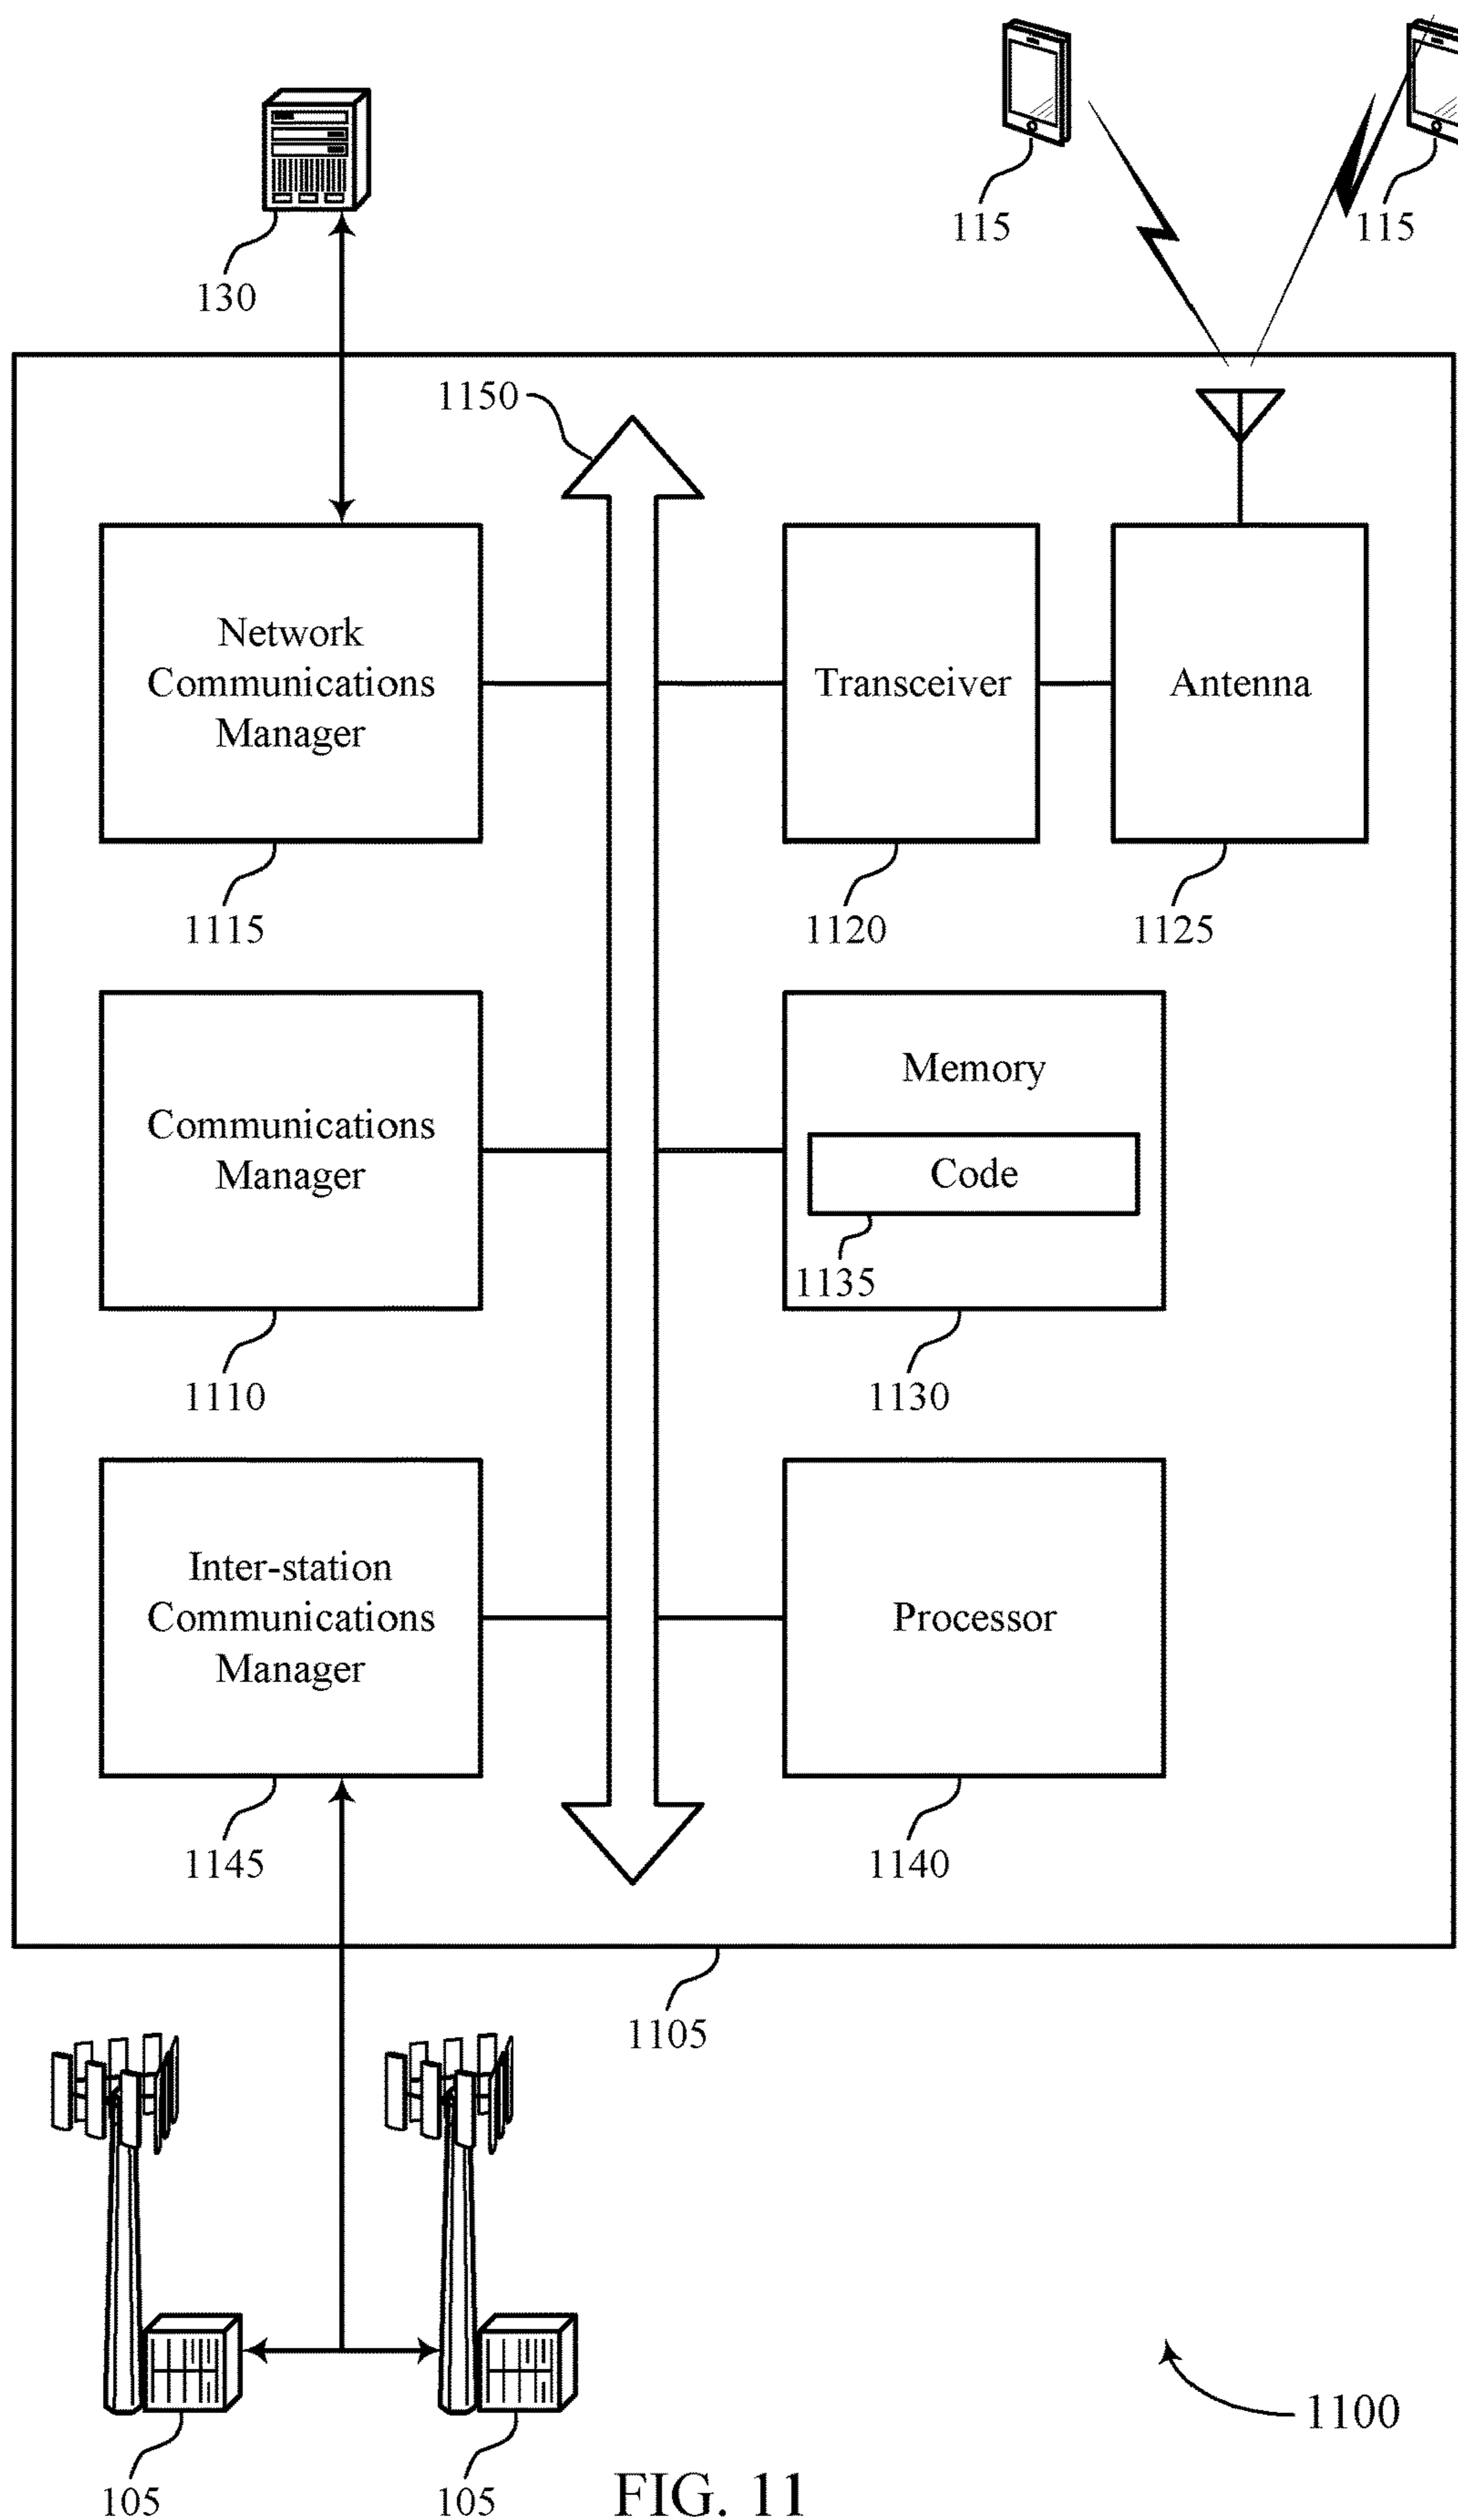 115
115
130
1150
Network
Communications
Manager
Transceiver
Antenna
1115
1120
1125
Communications
Manager
Memory
Code
1135
1110
1130
Inter-station
Communications
Manager
Processor
1145
1140
1105
1100
105
105
FIG. 11